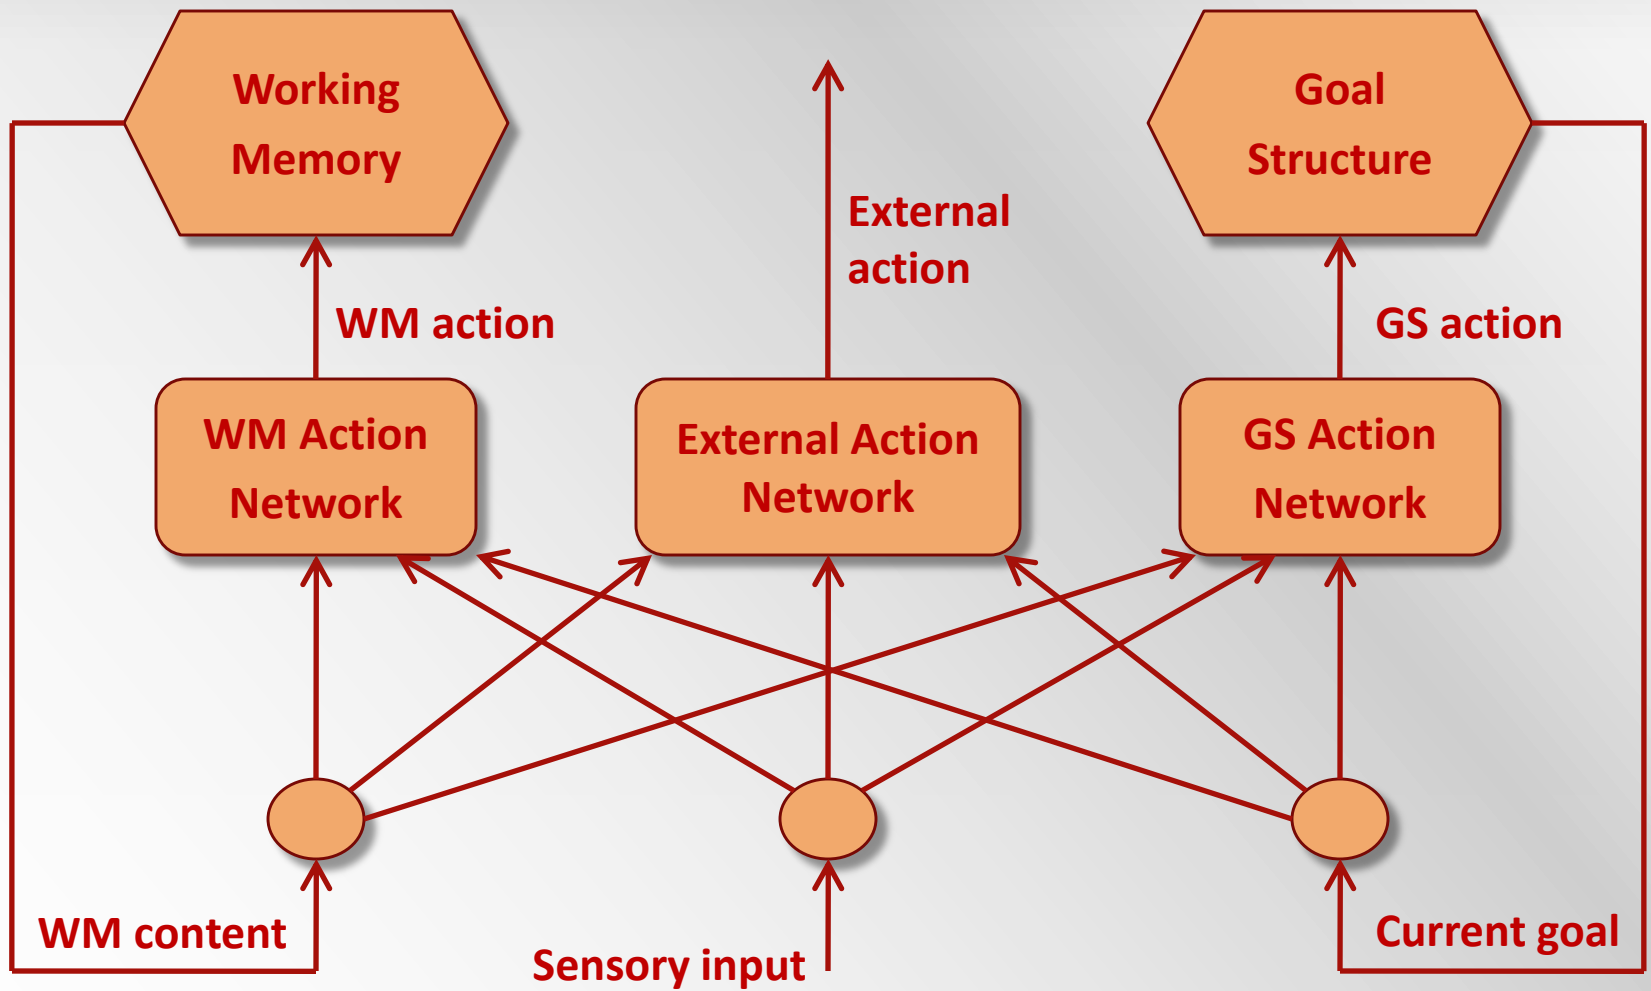 Working
Memory
Goal
Structure
External
action
WM action
GS action
WM Action
Network
External Action
Network
GS Action
Network
WM content
Sensory input
Current goal